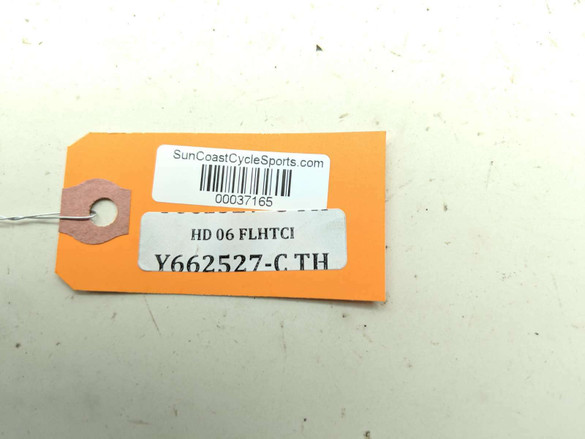 SunCoastCycleSports.com
00037165
HD 06 FLHTCI
Y662527-C TH